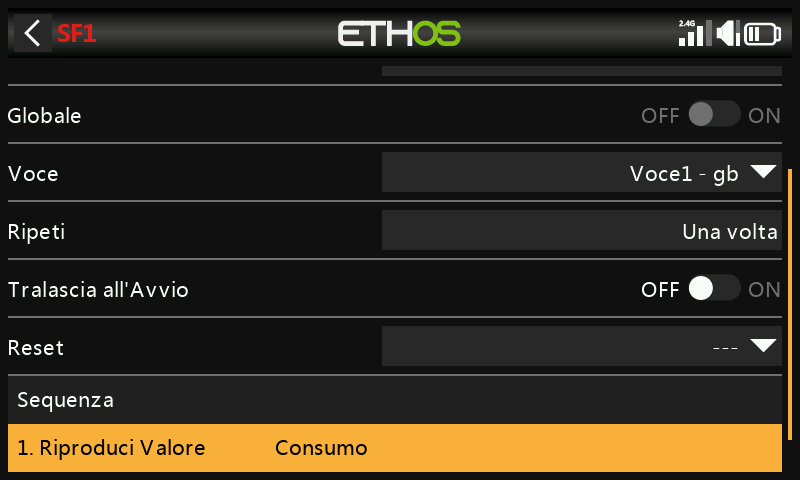 SF1
ETHOS
2.4G
Globale
OFF ON
Voce
Voce1 - gb
Ripeti
Una volta
Tralascia all'Avvio
OFF ON
Reset
---
Sequenza
1. Riproduci Valore Consumo